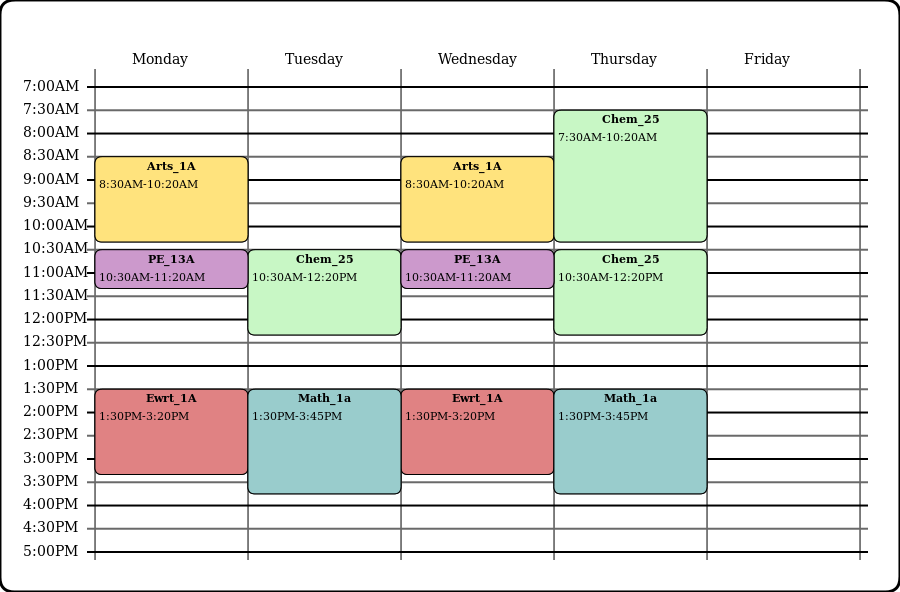 Monday Tuesday Wednesday Thursday Friday
7:00AM
7:30AM
Chem_25
8:00AM
7:30AM-10:20AM
8:30AM
Arts_1A Arts_1A
9:00AM
8:30AM-10:20AM 8:30AM-10:20AM
9:30AM
10:00AM
10:30AM
PE_13A Chem_25 PE_13A Chem_25
11:00AM
10:30AM-11:20AM 10:30AM-12:20PM 10:30AM-11:20AM 10:30AM-12:20PM
11:30AM
12:00PM
12:30PM
1:00PM
1:30PM
Ewrt_1A Math_1a Ewrt_1A Math_1a
2:00PM
1:30PM-3:20PM 1:30PM-3:45PM 1:30PM-3:20PM 1:30PM-3:45PM
2:30PM
3:00PM
3:30PM
4:00PM
4:30PM
5:00PM